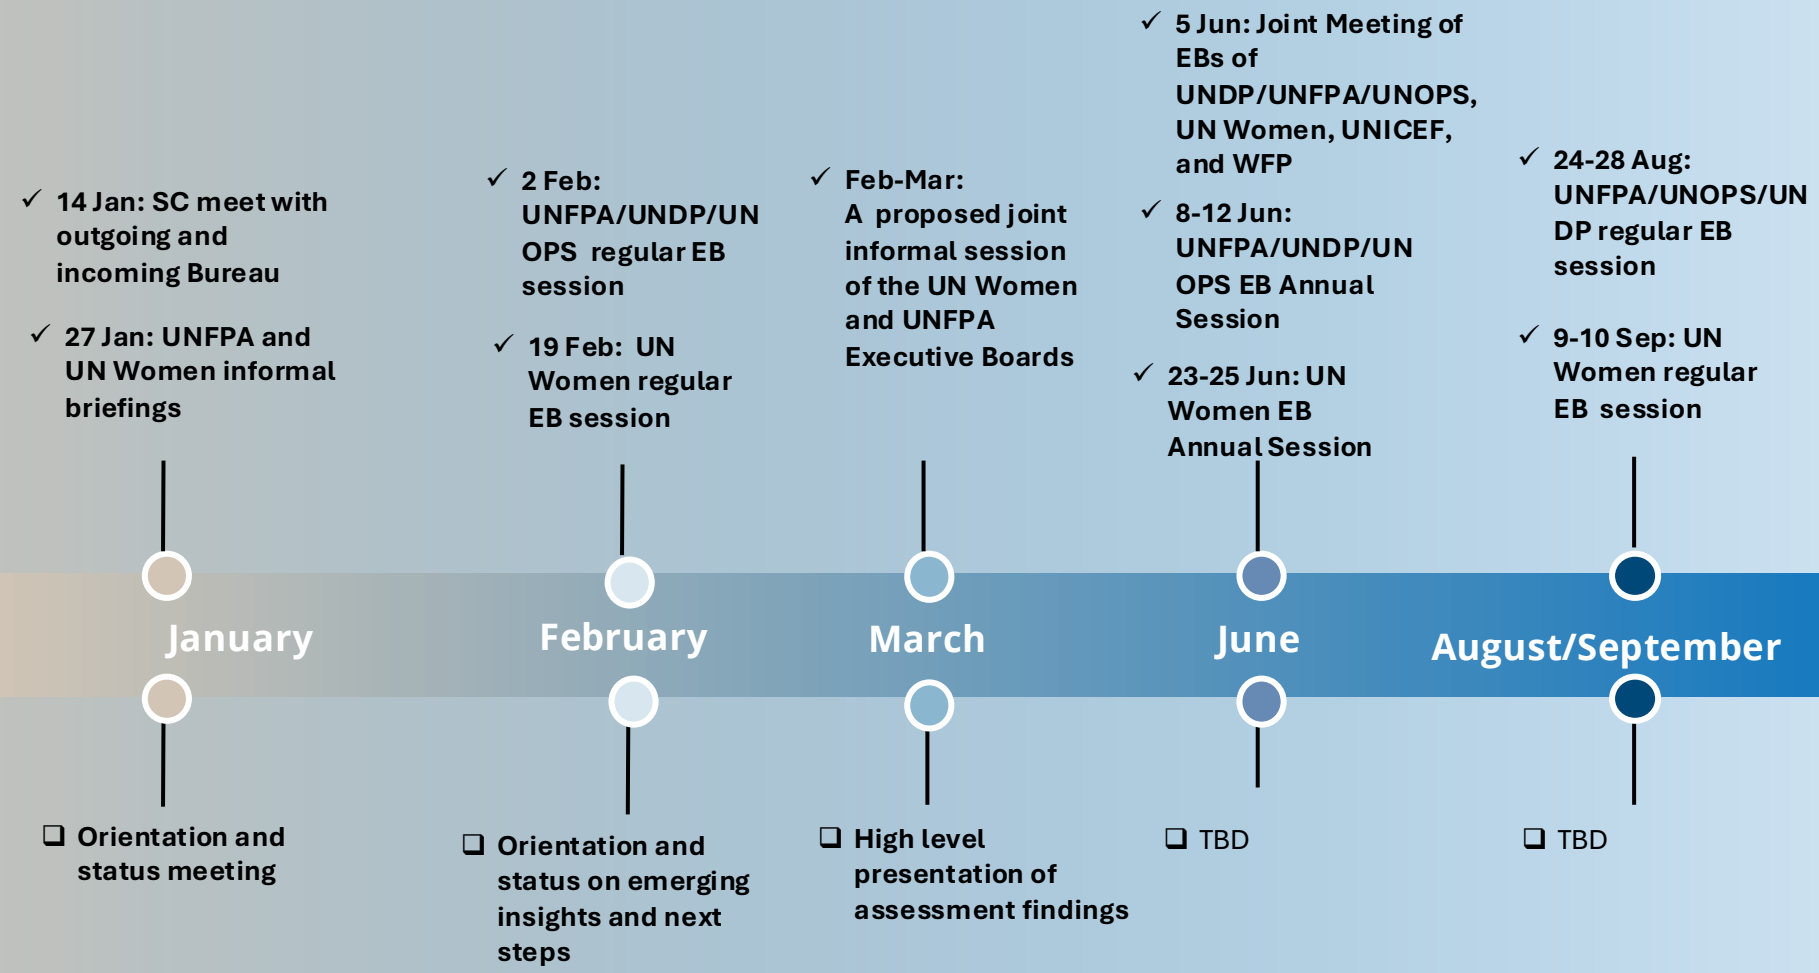 ✓ 14 Jan: SC meet with
outgoing and
incoming Bureau
✓ 27 Jan: UNFPA and
UN Women informal
briefings
✓ 2 Feb:
UNFPA/UNDP/UN
OPS regular EB
session
✓ 19 Feb: UN
Women regular
EB session
✓ Feb-Mar:
A proposed joint
informal session
of the UN Women
and UNFPA
Executive Boards
✓ 5 Jun: Joint Meeting of
EBs of
UNDP/UNFPA/UNOPS,
UN Women, UNICEF,
and WFP
✓ 8-12 Jun:
UNFPA/UNDP/UN
OPS EB Annual
Session
✓ 23-25 Jun: UN
Women EB
Annual Session
✓ 24-28 Aug:
UNFPA/UNOPS/UN
DP regular EB
session
✓ 9-10 Sep: UN
Women regular
EB session
January
February
March
June
August/September
❑ Orientation and
status meeting
❑ Orientation and
status on emerging
insights and next
steps
❑ High level
presentation of
assessment findings
❑ TBD
❑ TBD